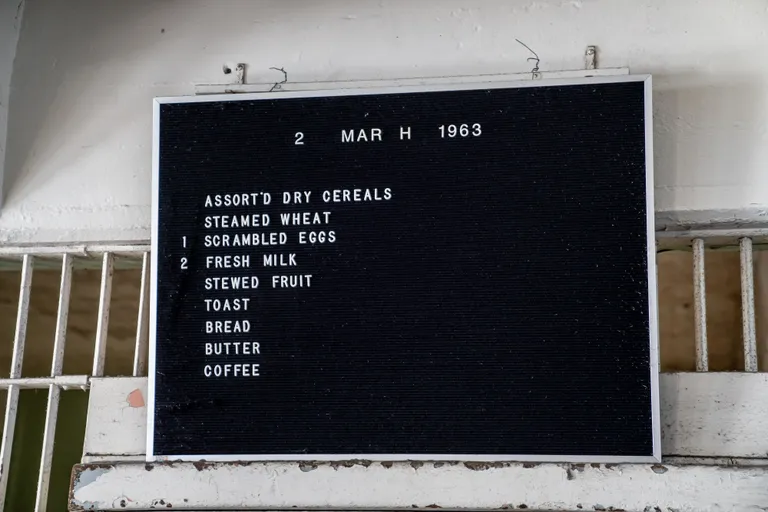 2 MAR H 1963
ASSORT'D DRY CEREALS
STEAMED WHEAT
1 SCRAMBLED EGGS
2 FRESH MILK
STEWED FRUIT
TOAST
BREAD
BUTTER
COFFEE